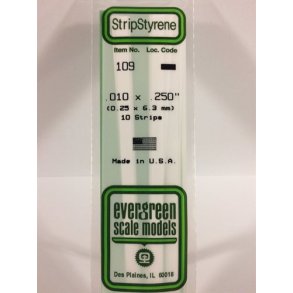 StripStyrene
Item No. Loc. Code
109
.010 x .250"
(0.25 x 6.3 mm)
10 Strips
Made in U.S.A.
evergreen
scale models
Des Plaines, IL 60018